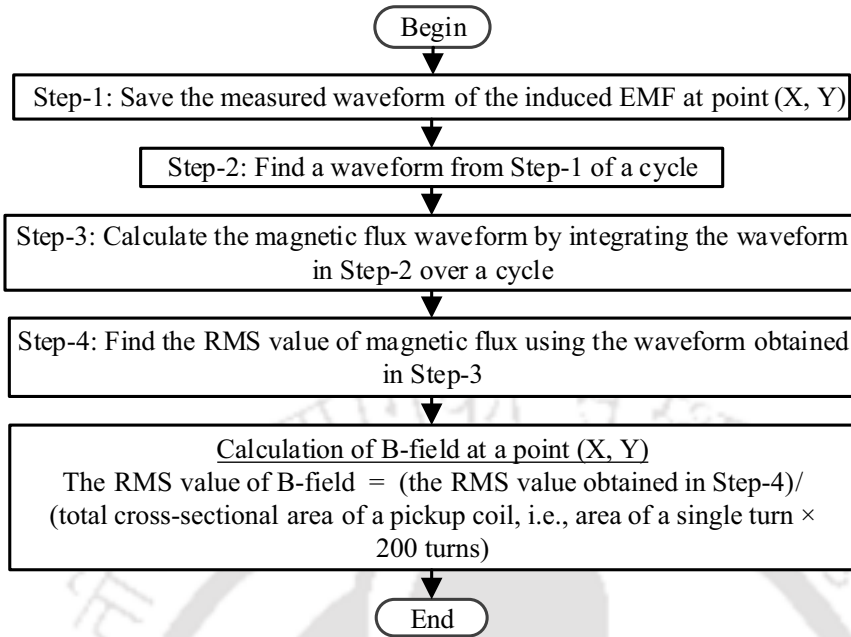 Begin
Step-1: Save the measured waveform of the induced EMF at point (X, Y)
Step-2: Find a waveform from Step-1 of a cycle
Step-3: Calculate the magnetic flux waveform by integrating the waveform
in Step-2 over a cycle
Step-4: Find the RMS value of magnetic flux using the waveform obtained
in Step-3
Calculation of B-field at a point (X, Y)
The RMS value of B-field = (the RMS value obtained in Step-4)/
(total cross-sectional area of a pickup coil, i.e., area of a single turn ×
200 turns)
End